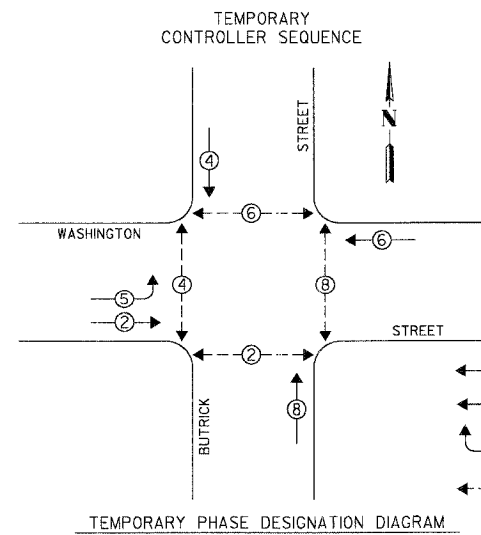 TEMPORARY
CONTROLLER SEQUENCE
STREET
N
4
6
WASHINGTON
6
5
4
8
2
STREET
2
8
BUTRICK
TEMPORARY PHASE DESIGNATION DIAGRAM